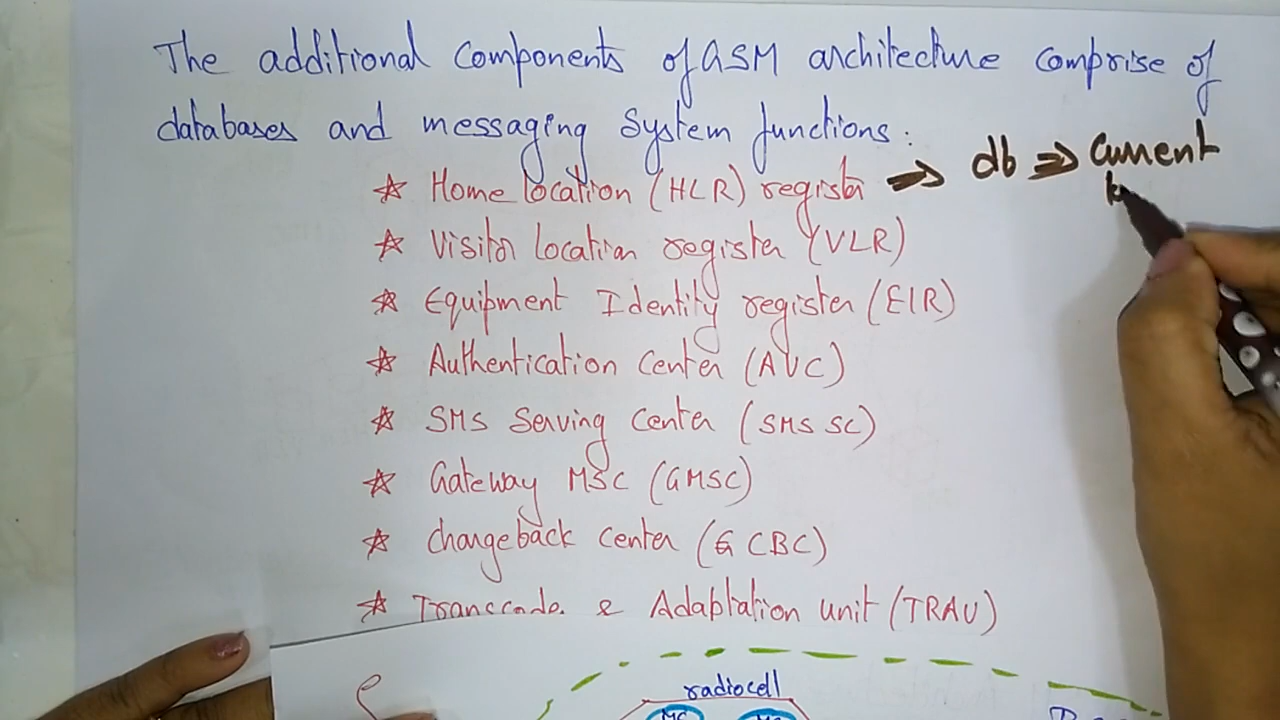 The additional components of GSM architecture comprise of
databases and messaging system functions:
☆ Home location (HLR) register ⇒ db ⇒ current
☆ Visitor location register (VLR)
☆ Equipment Identity register (EIR)
☆ Authentication Center (AUC)
☆ SMS Serving Center (SMS SC)
☆ Gateway MSC (GMSC)
☆ Chargeback Center (CBC)
☆ Transcode & Adaptation unit (TRAU)
radiocell